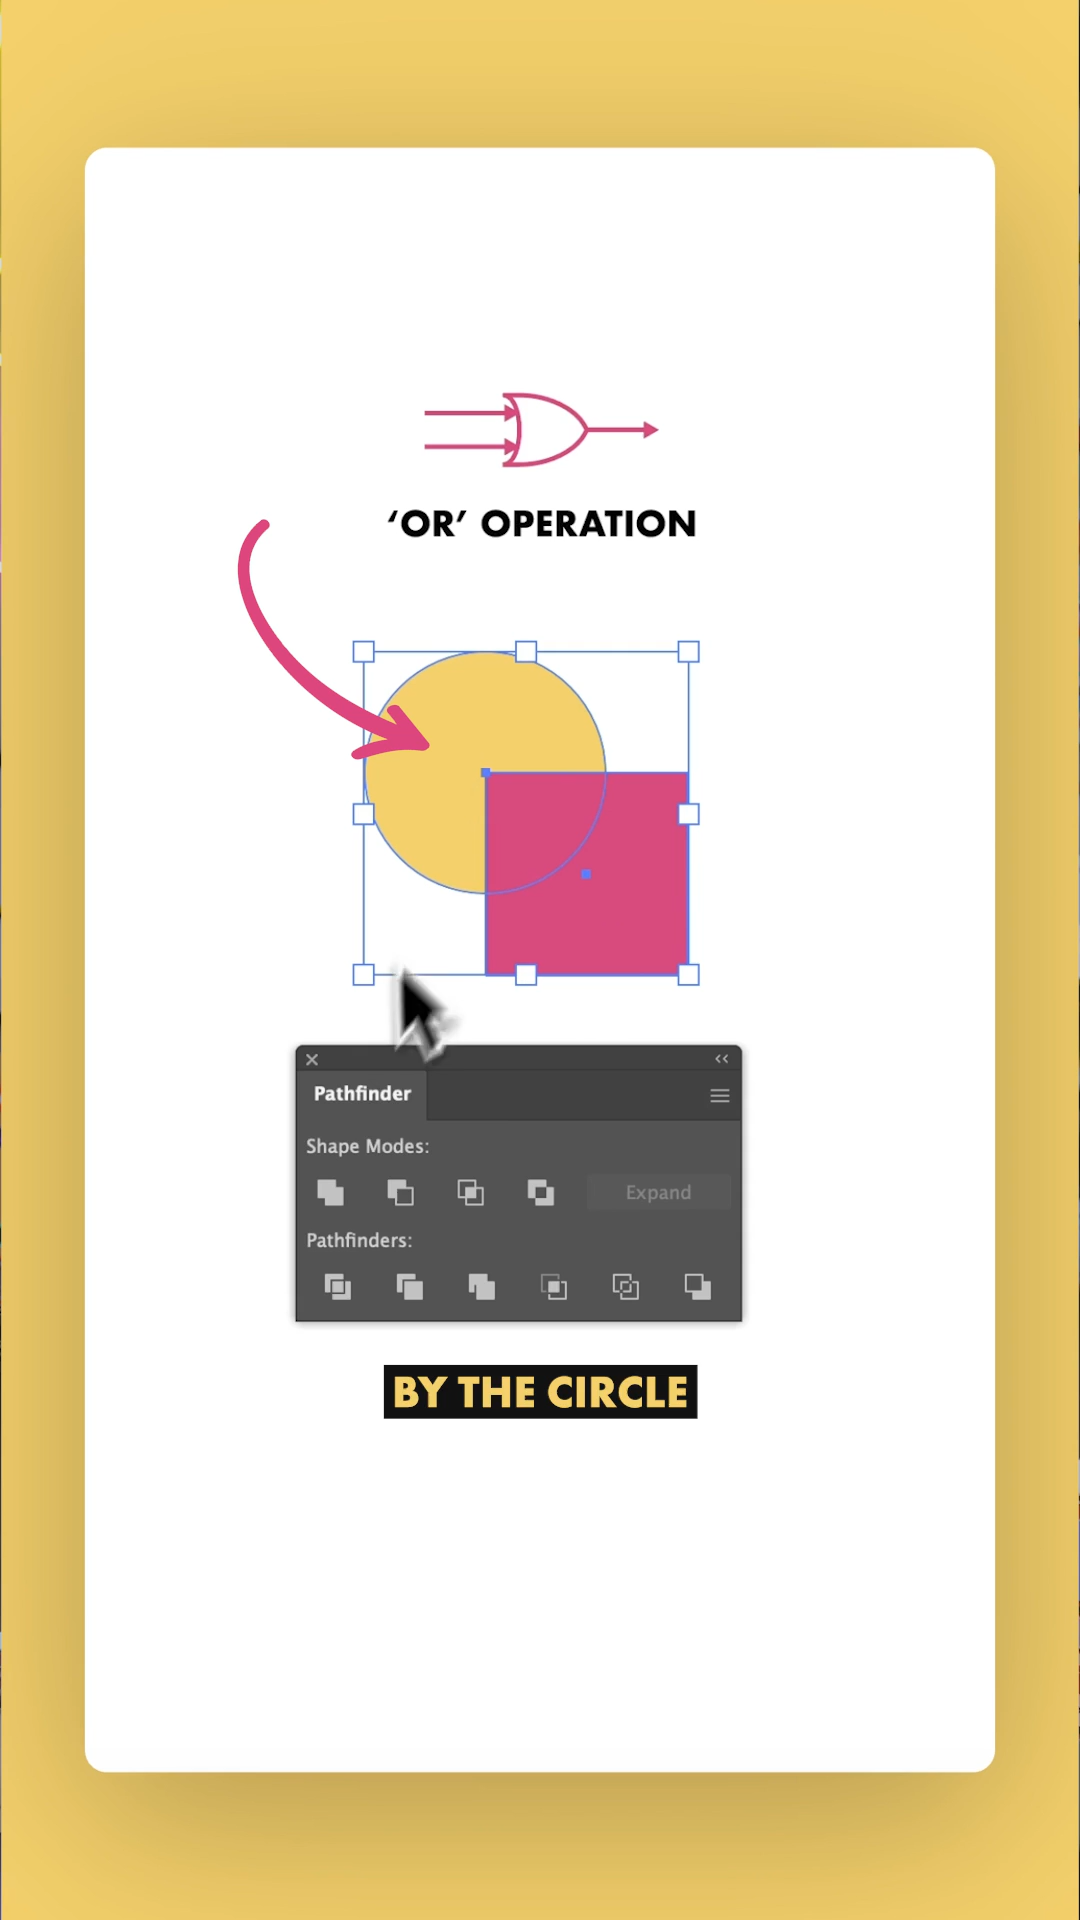 ‘OR’ OPERATION
Pathfinder
Shape Modes:
Expand
Pathfinders:
BY THE CIRCLE